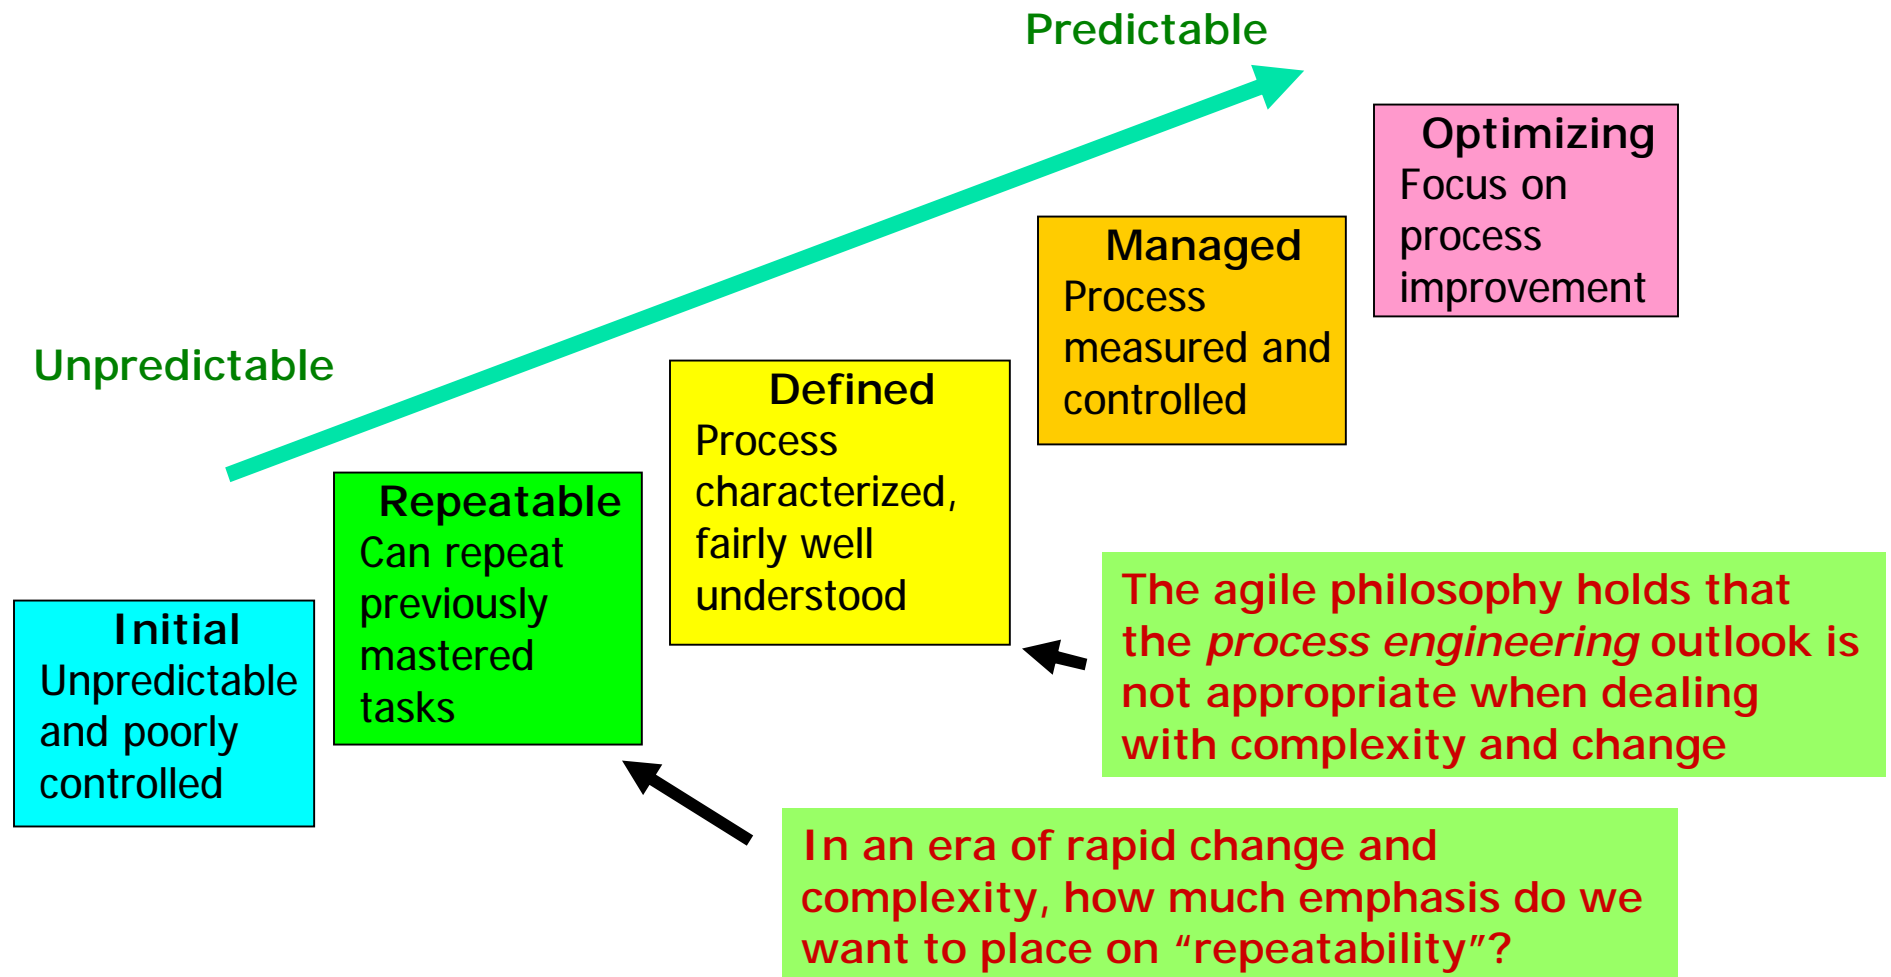 Predictable
Unpredictable
Initial
Unpredictable
and poorly
controlled
Repeatable
Can repeat
previously
mastered
tasks
Defined
Process
characterized,
fairly well
understood
Managed
Process
measured and
controlled
Optimizing
Focus on
process
improvement
The agile philosophy holds that
the process engineering outlook is
not appropriate when dealing
with complexity and change
In an era of rapid change and
complexity, how much emphasis do we
want to place on “repeatability”?